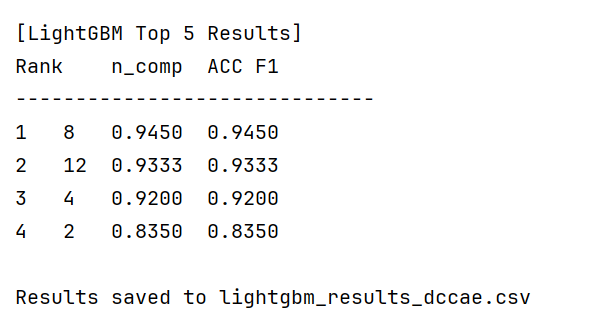 [LightGBM Top 5 Results]
Rank    n_comp  ACC F1
------------------------------
1   8   0.9450  0.9450
2   12  0.9333  0.9333
3   4   0.9200  0.9200
4   2   0.8350  0.8350
Results saved to lightgbm_results_dccae.csv